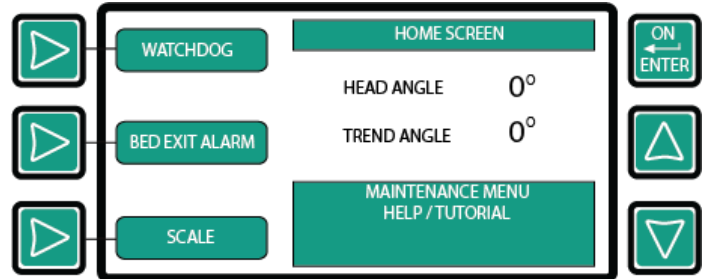 WATCHDOG
BED EXIT ALARM
SCALE
HOME SCREEN
HEAD ANGLE 0°
TREND ANGLE 0°
MAINTENANCE MENU
HELP / TUTORIAL
ON
ENTER